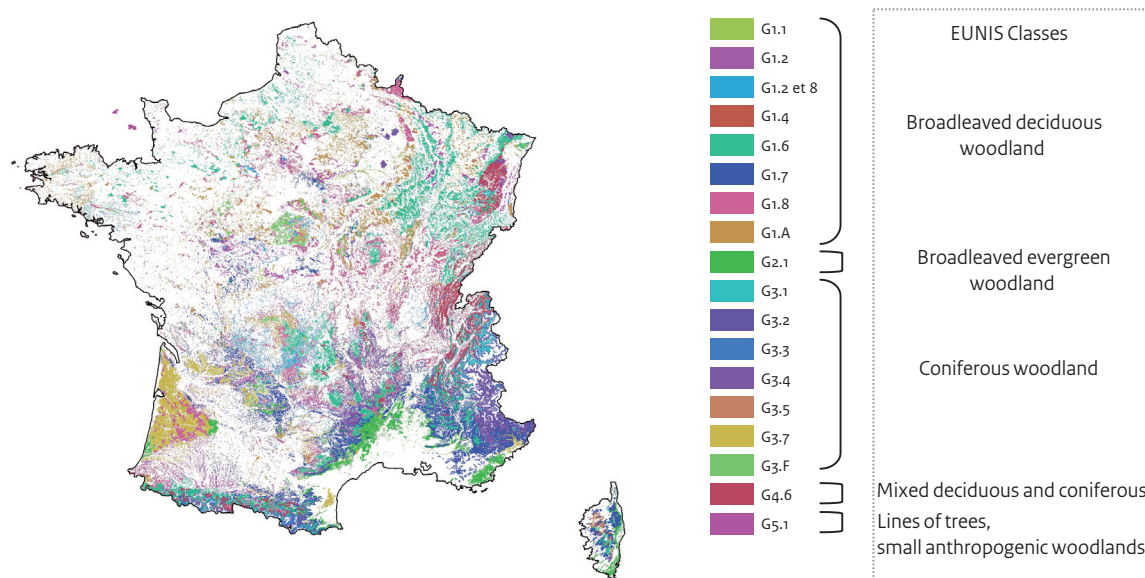 G1.1
G1.2
G1.2 et 8
G1.4
G1.6
G1.7
G1.8
G1.A
G2.1
G3.1
G3.2
G3.3
G3.4
G3.5
G3.7
G3.F
G4.6
G5.1
EUNIS Classes
Broadleaved deciduous
woodland
Broadleaved evergreen
woodland
Coniferous woodland
Mixed deciduous and coniferous
Lines of trees,
small anthropogenic woodlands